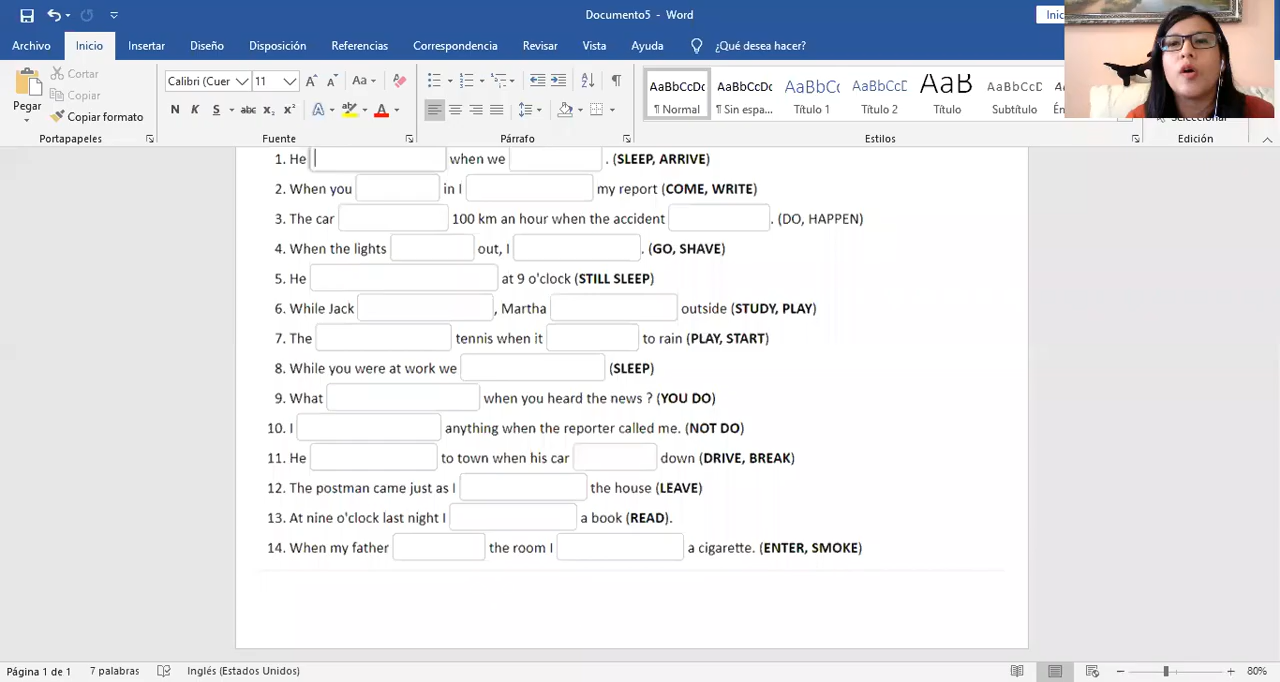 Documento5 - Word
Inic
Archivo Inicio Insertar Diseño Disposición Referencias Correspondencia Revisar Vista Ayuda ¿Qué desea hacer?
Pegar
Cortar
Copiar
Copiar formato
Portapapeles
Calibri (Cuer 11
N K S abc x₂ x²
Fuente
Párrafo
AaBbCcDc AaBbCcDc AaBbCc AaBbCcD AaB AaBbCcD
¶ Normal ¶ Sin espa... Título 1 Título 2 Título Subtítulo
Estilos
Seleccionar
Edición
1. He when we . (SLEEP, ARRIVE)
2. When you in I my report (COME, WRITE)
3. The car 100 km an hour when the accident . (DO, HAPPEN)
4. When the lights out, I . (GO, SHAVE)
5. He at 9 o'clock (STILL SLEEP)
6. While Jack , Martha outside (STUDY, PLAY)
7. The tennis when it to rain (PLAY, START)
8. While you were at work we (SLEEP)
9. What when you heard the news ? (YOU DO)
10. I anything when the reporter called me. (NOT DO)
11. He to town when his car down (DRIVE, BREAK)
12. The postman came just as I the house (LEAVE)
13. At nine o'clock last night I a book (READ).
14. When my father the room I a cigarette. (ENTER, SMOKE)
Página 1 de 1 7 palabras Inglés (Estados Unidos) 80%